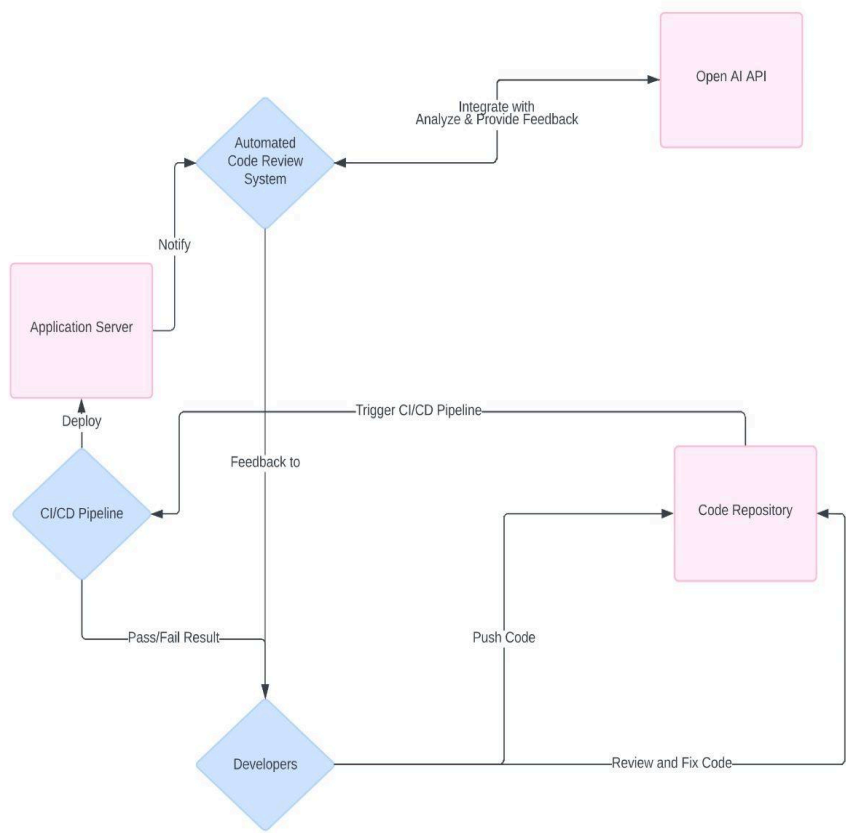 Open AI API
Integrate with
Analyze & Provide Feedback
Automated
Code Review
System
Notify
Application Server
Trigger CI/CD Pipeline
Deploy
Feedback to
CI/CD Pipeline
Code Repository
Pass/Fail Result
Push Code
Developers
Review and Fix Code